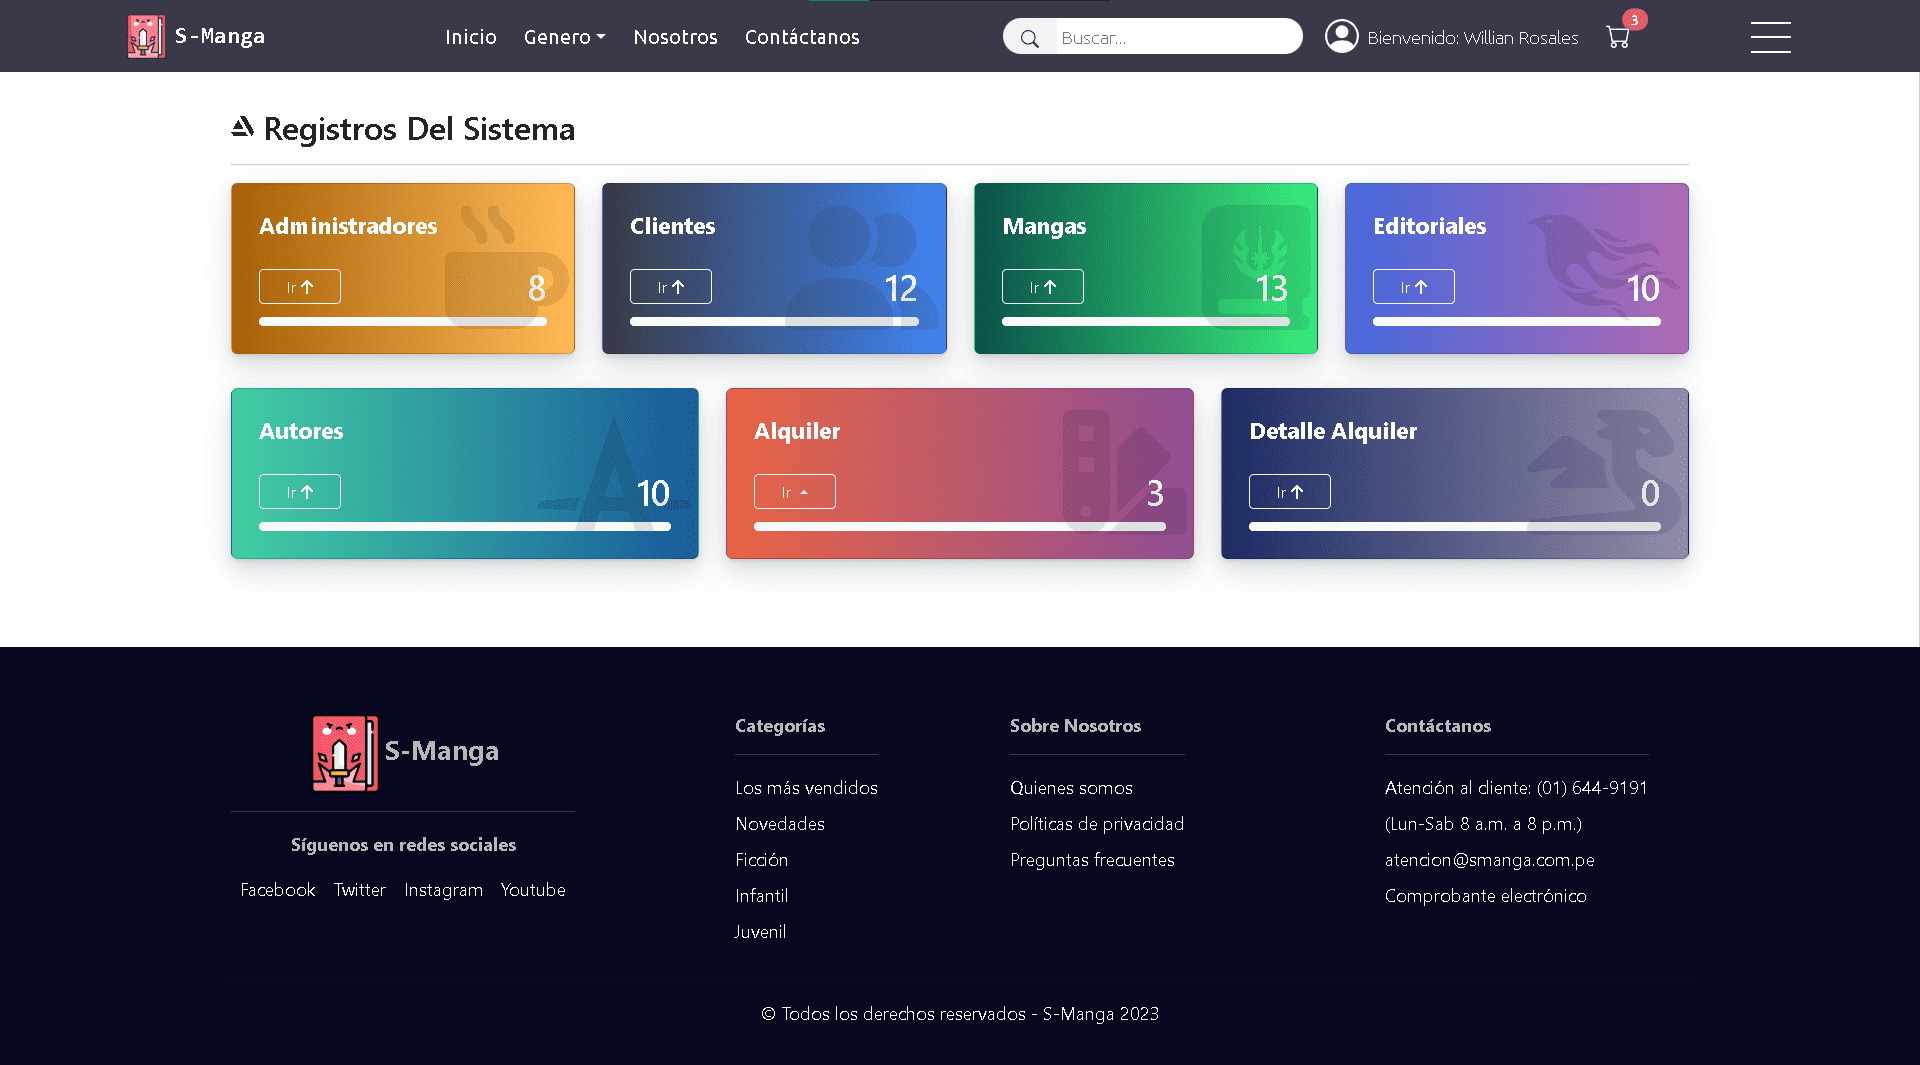 S-Manga
Inicio Genero Nosotros Contáctanos
Buscar...
Bienvenido: Willian Rosales
3
Registros Del Sistema
Administradores
Ir
8
Clientes
Ir
12
Mangas
Ir
13
Editoriales
Ir
10
Autores
Ir
10
Alquiler
Ir
3
Detalle Alquiler
Ir
0
S-Manga
Síguenos en redes sociales
Facebook Twitter Instagram Youtube
Categorías
Los más vendidos
Novedades
Ficción
Infantil
Juvenil
Sobre Nosotros
Quienes somos
Políticas de privacidad
Preguntas frecuentes
Contáctanos
Atención al cliente: (01) 644-9191
(Lun-Sab 8 a.m. a 8 p.m.)
atencion@smanga.com.pe
Comprobante electrónico
© Todos los derechos reservados - S-Manga 2023